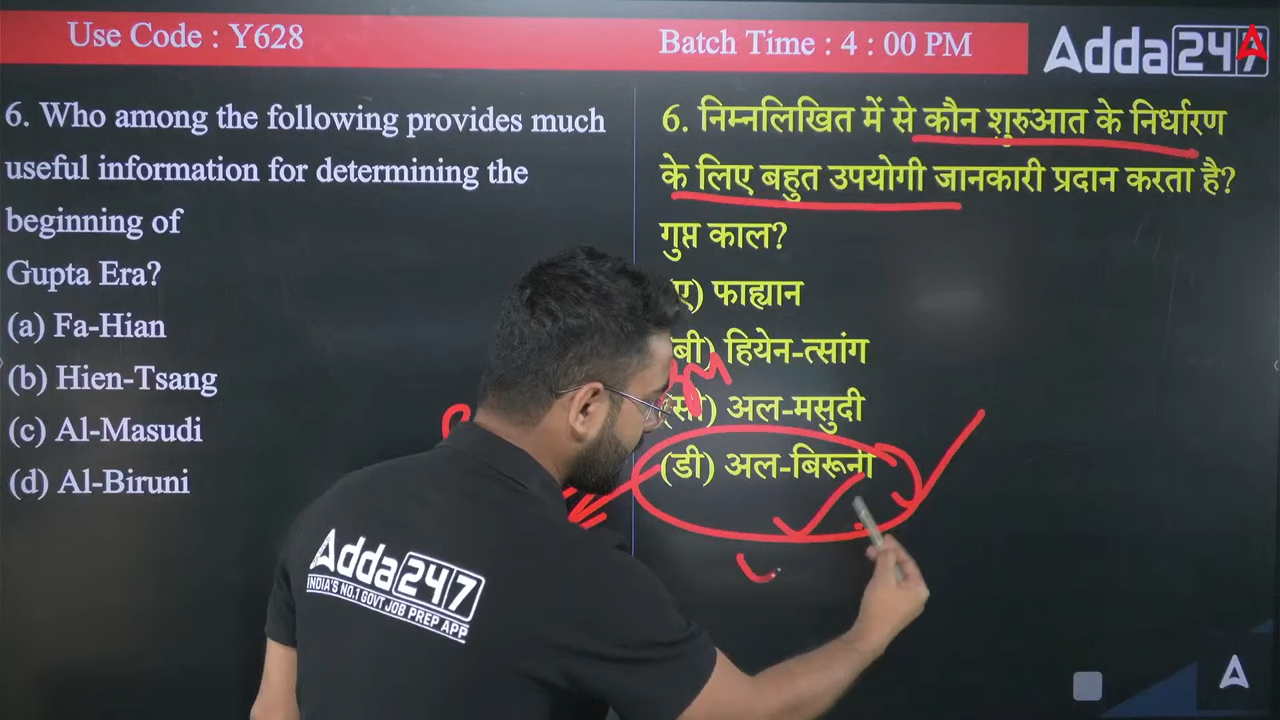 Use Code : Y628
Batch Time : 4 : 00 PM
Adda247
6. Who among the following provides much
useful information for determining the
beginning of
Gupta Era?
(a) Fa-Hian
(b) Hien-Tsang
(c) Al-Masudi
(d) Al-Biruni
6. निम्नलिखित में से कौन शुरुआत के निर्धारण
के लिए बहुत उपयोगी जानकारी प्रदान करता है?
गुप्त काल?
ए) फाह्यान
बी) हियेन-त्सांग
(सी) अल-मसुदी
(डी) अल-बिरूनी
Adda247
INDIA'S NO.1 GOVT JOB PREP APP